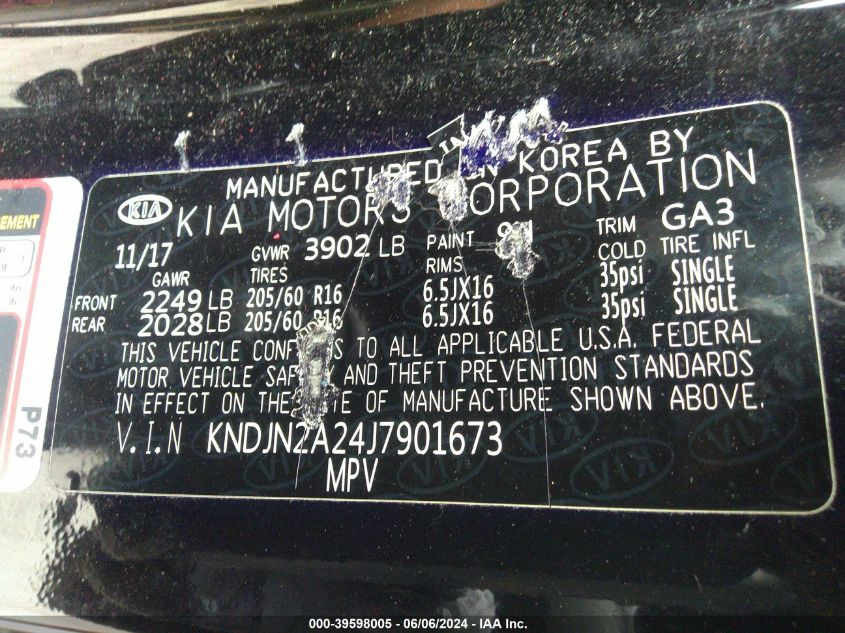 MANUFACTURED IN KOREA BY
KIA KIA MOTORS CORPORATION
11/17 GVWR 3902 LB PAINT TRIM GA3
GAWR TIRES RIMS COLD TIRE INFL
FRONT 2249 LB 205/60 R16 6.5JX16 35psi SINGLE
REAR 2028 LB 205/60 R16 6.5JX16 35psi SINGLE
THIS VEHICLE CONFORMS TO ALL APPLICABLE U.S.A. FEDERAL
MOTOR VEHICLE SAFETY AND THEFT PREVENTION STANDARDS
IN EFFECT ON THE DATE OF MANUFACTURE SHOWN ABOVE.
V.I.N KNDJN2A24J7901673
MPV
EMENT
P73
000-39598005 - 06/06/2024 - IAA Inc.